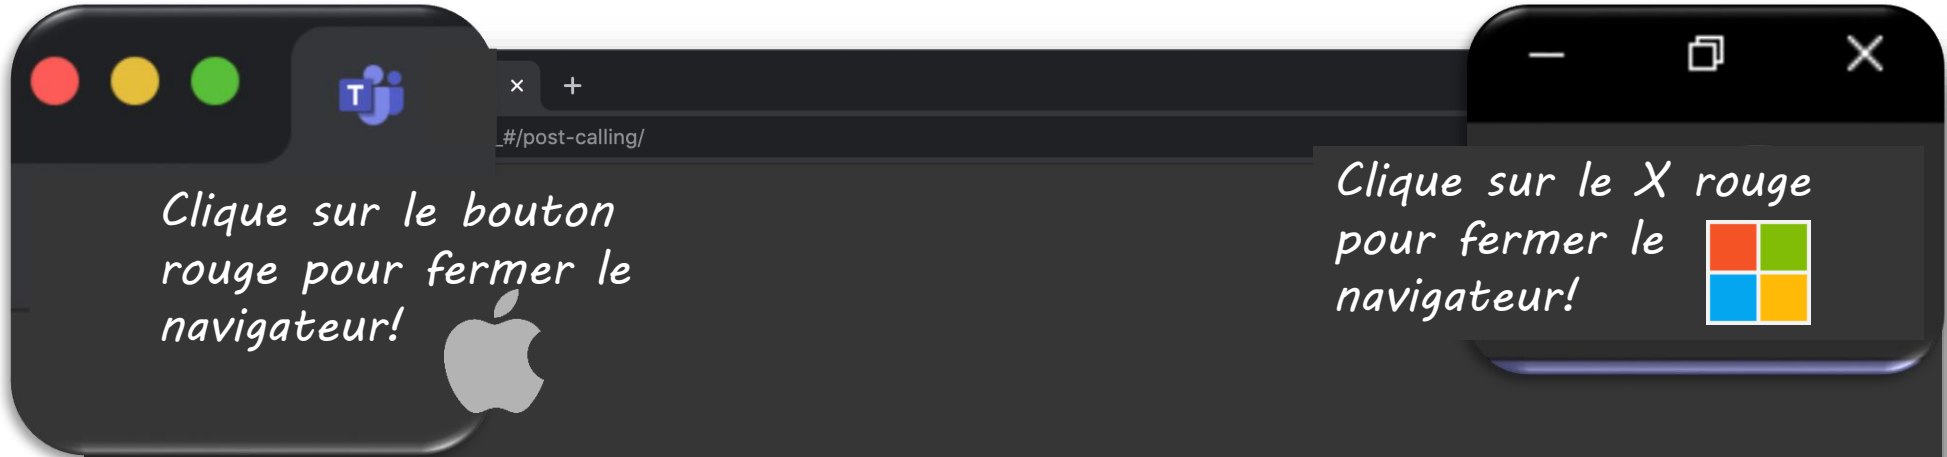 T
_#/post-calling/
Clique sur le bouton
rouge pour fermer le
navigateur!
Clique sur le X rouge
pour fermer le
navigateur!